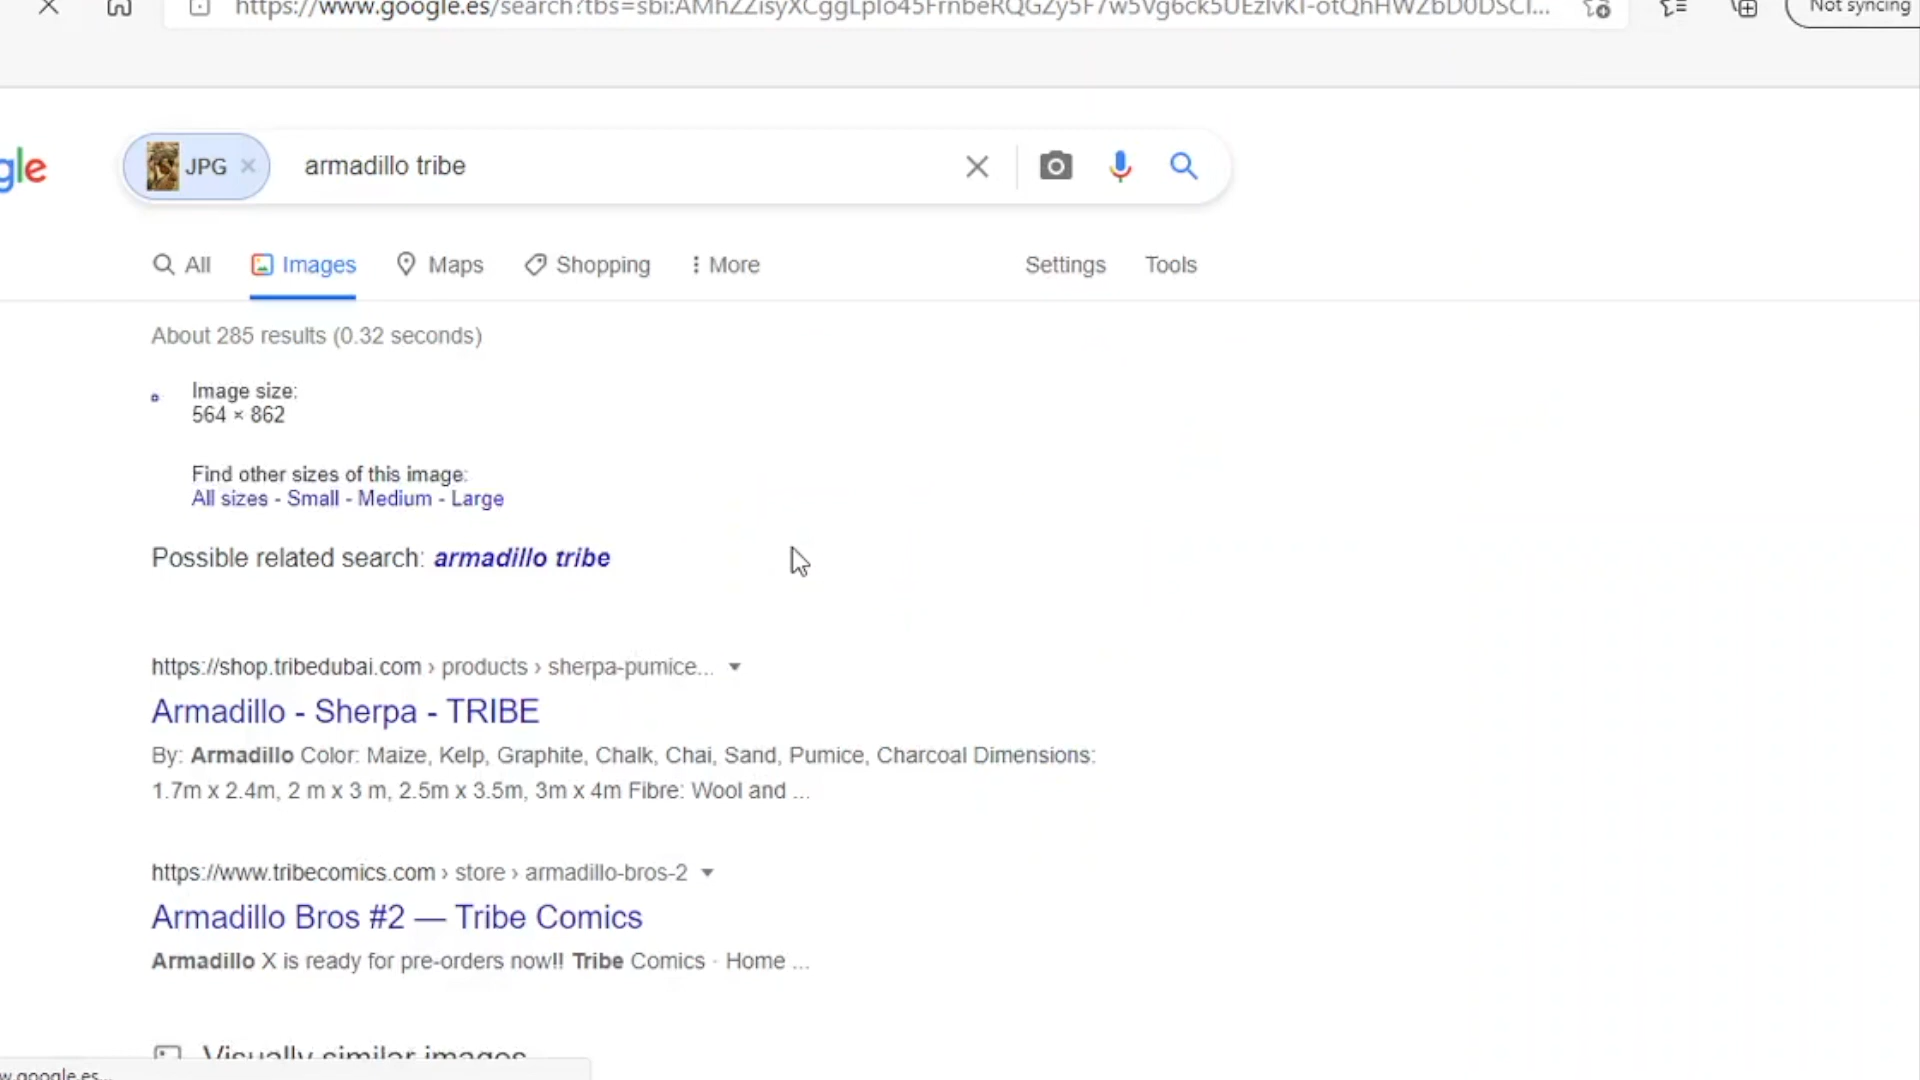 Not syncing
gle
JPG
armadillo tribe
All
Images
Maps
Shopping
More
Settings
Tools
About 285 results (0.32 seconds)
Image size:
564 × 862
Find other sizes of this image:
All sizes - Small - Medium - Large
Possible related search: armadillo tribe
https://shop.tribedubai.com › products › sherpa-pumice...
Armadillo - Sherpa - TRIBE
By: Armadillo Color: Maize, Kelp, Graphite, Chalk, Chai, Sand, Pumice, Charcoal Dimensions:
1.7m x 2.4m, 2 m x 3 m, 2.5m x 3.5m, 3m x 4m Fibre: Wool and ...
https://www.tribecomics.com › store › armadillo-bros-2
Armadillo Bros #2 — Tribe Comics
Armadillo X is ready for pre-orders now!! Tribe Comics · Home ...
Visually similar images
w.google.es...